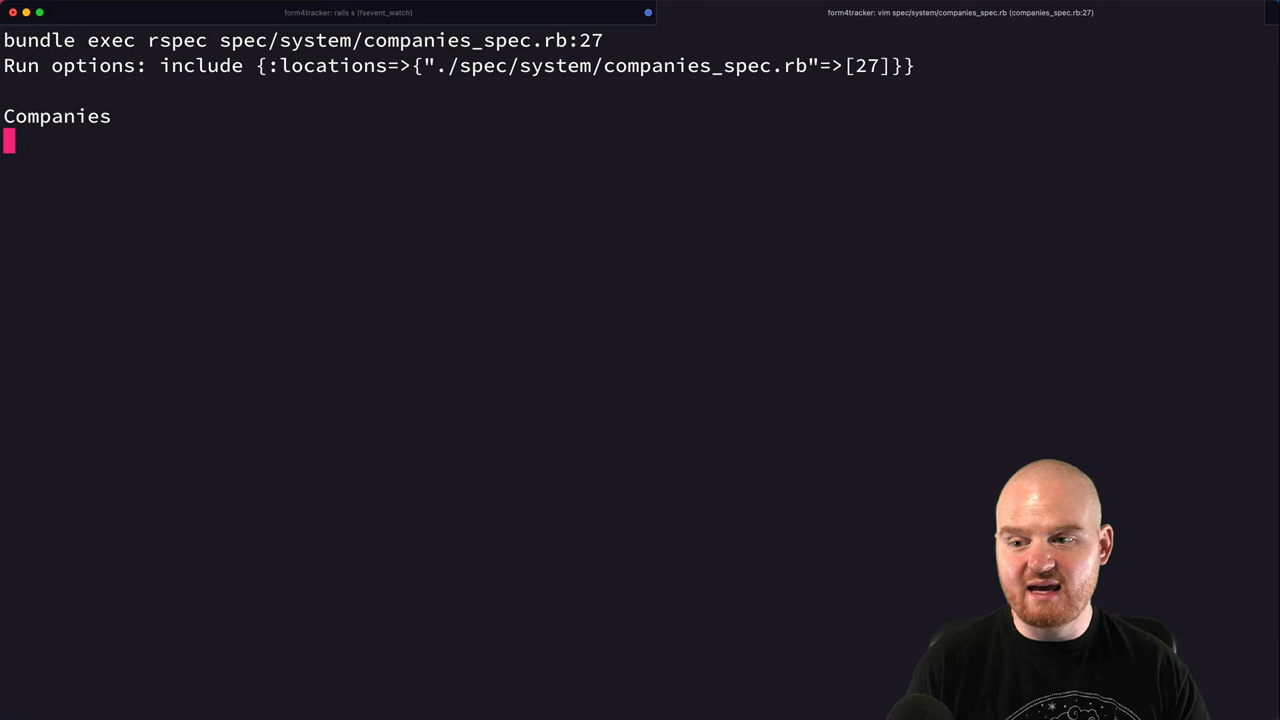 form4tracker: rails s (fsevent_watch)
form4tracker: vim spec/system/companies_spec.rb (companies_spec.rb:27)
bundle exec rspec spec/system/companies_spec.rb:27
Run options: include {:locations=>{"./spec/system/companies_spec.rb"=>[27]}}
Companies